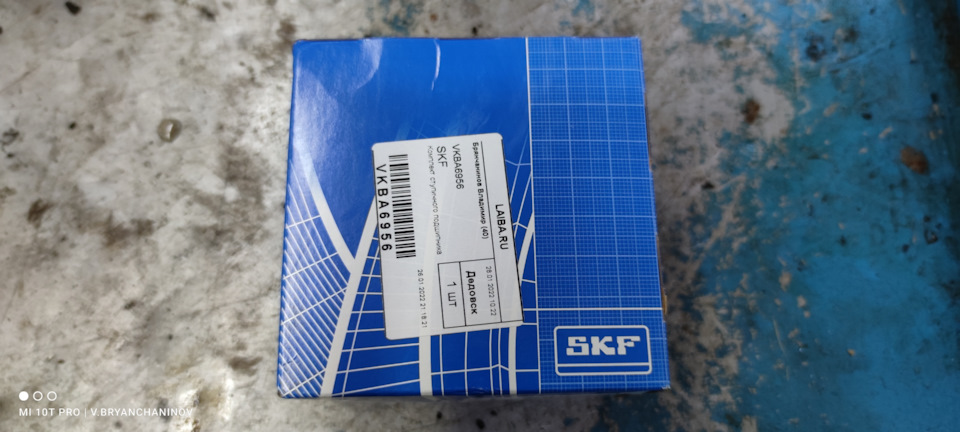 LAIBA.RU
Брянчанинов Владимир (40)
VKBA6956
SKF
Комплект ступичного подшипника
28.01.2022 10:22
Дедовск
1 ШТ
26.01.2022 21:18:21
VKBA6956
SKF
MI 10T PRO | V.BRYANCHANINOV